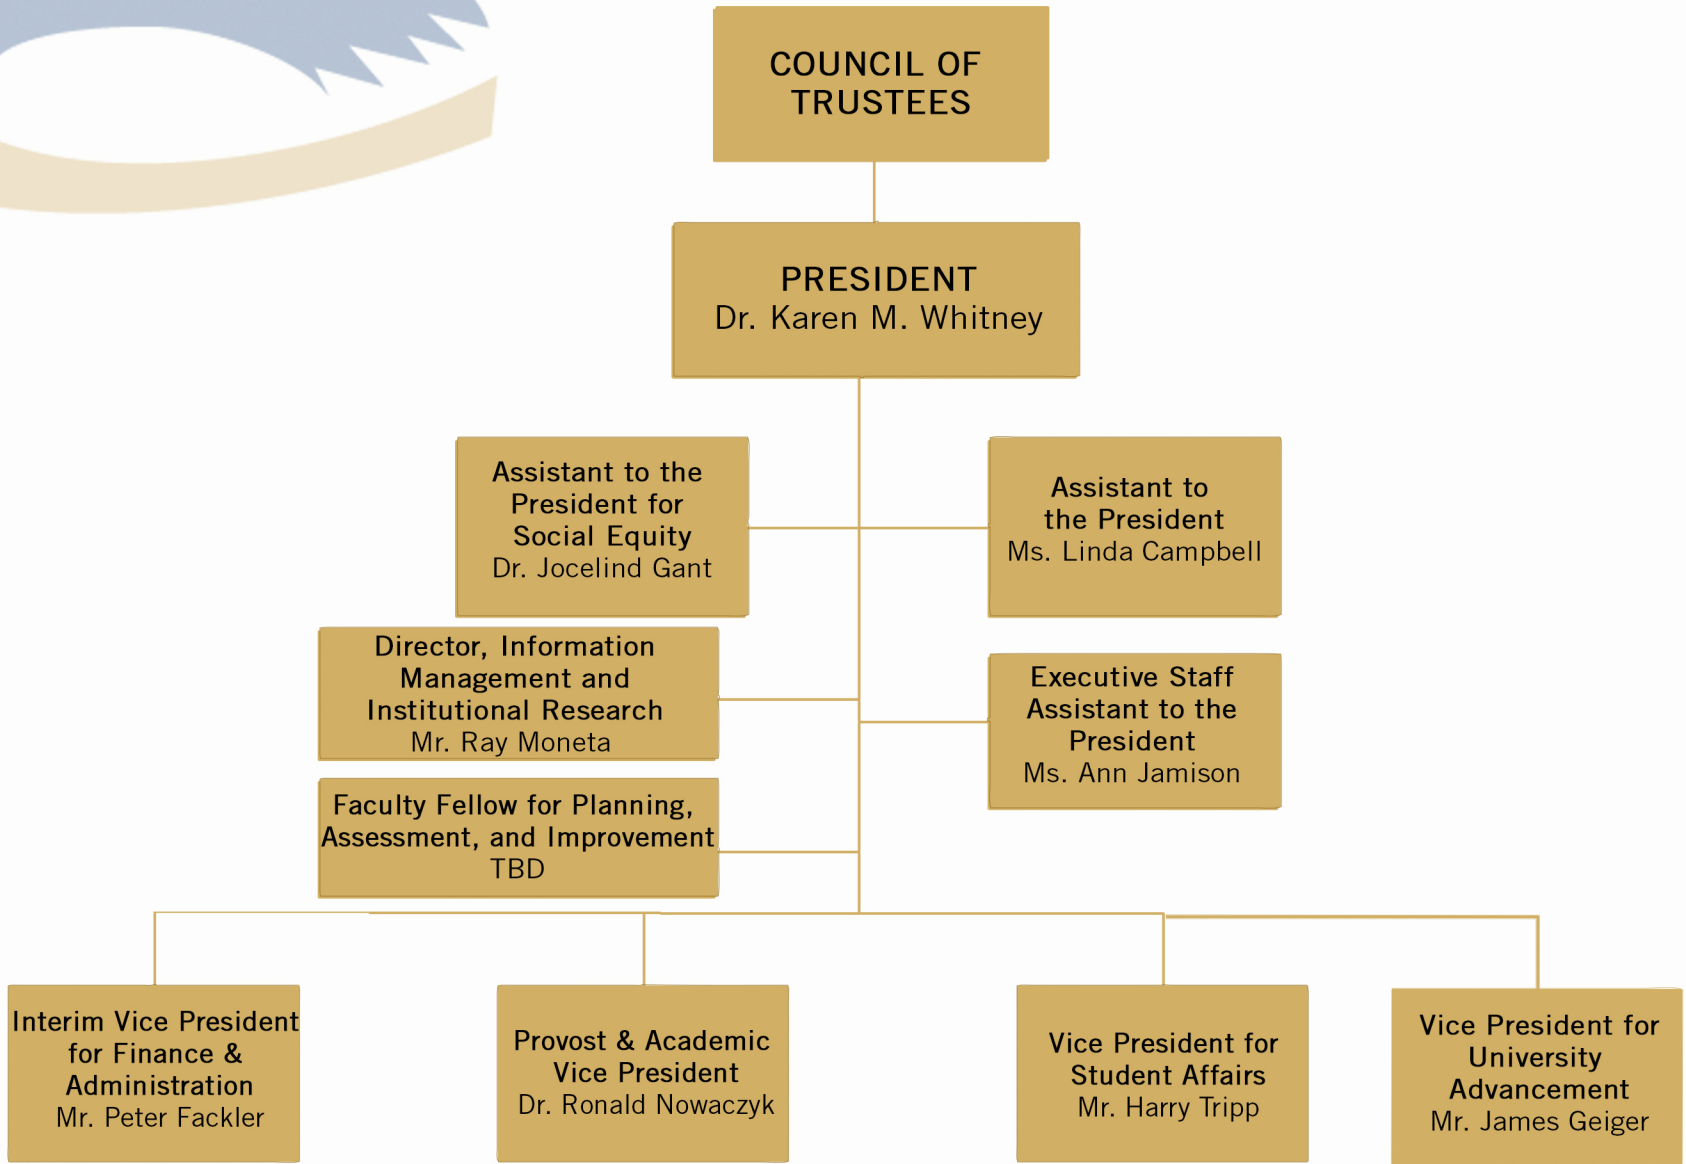 COUNCIL OF
TRUSTEES
PRESIDENT
Dr. Karen M. Whitney
Assistant to the
President for
Social Equity
Dr. Jocelind Gant
Assistant to
the President
Ms. Linda Campbell
Director, Information
Management and
Institutional Research
Mr. Ray Moneta
Executive Staff
Assistant to the
President
Ms. Ann Jamison
Faculty Fellow for Planning,
Assessment, and Improvement
TBD
Interim Vice President
for Finance &
Administration
Mr. Peter Fackler
Provost & Academic
Vice President
Dr. Ronald Nowaczyk
Vice President for
Student Affairs
Mr. Harry Tripp
Vice President for
University
Advancement
Mr. James Geiger